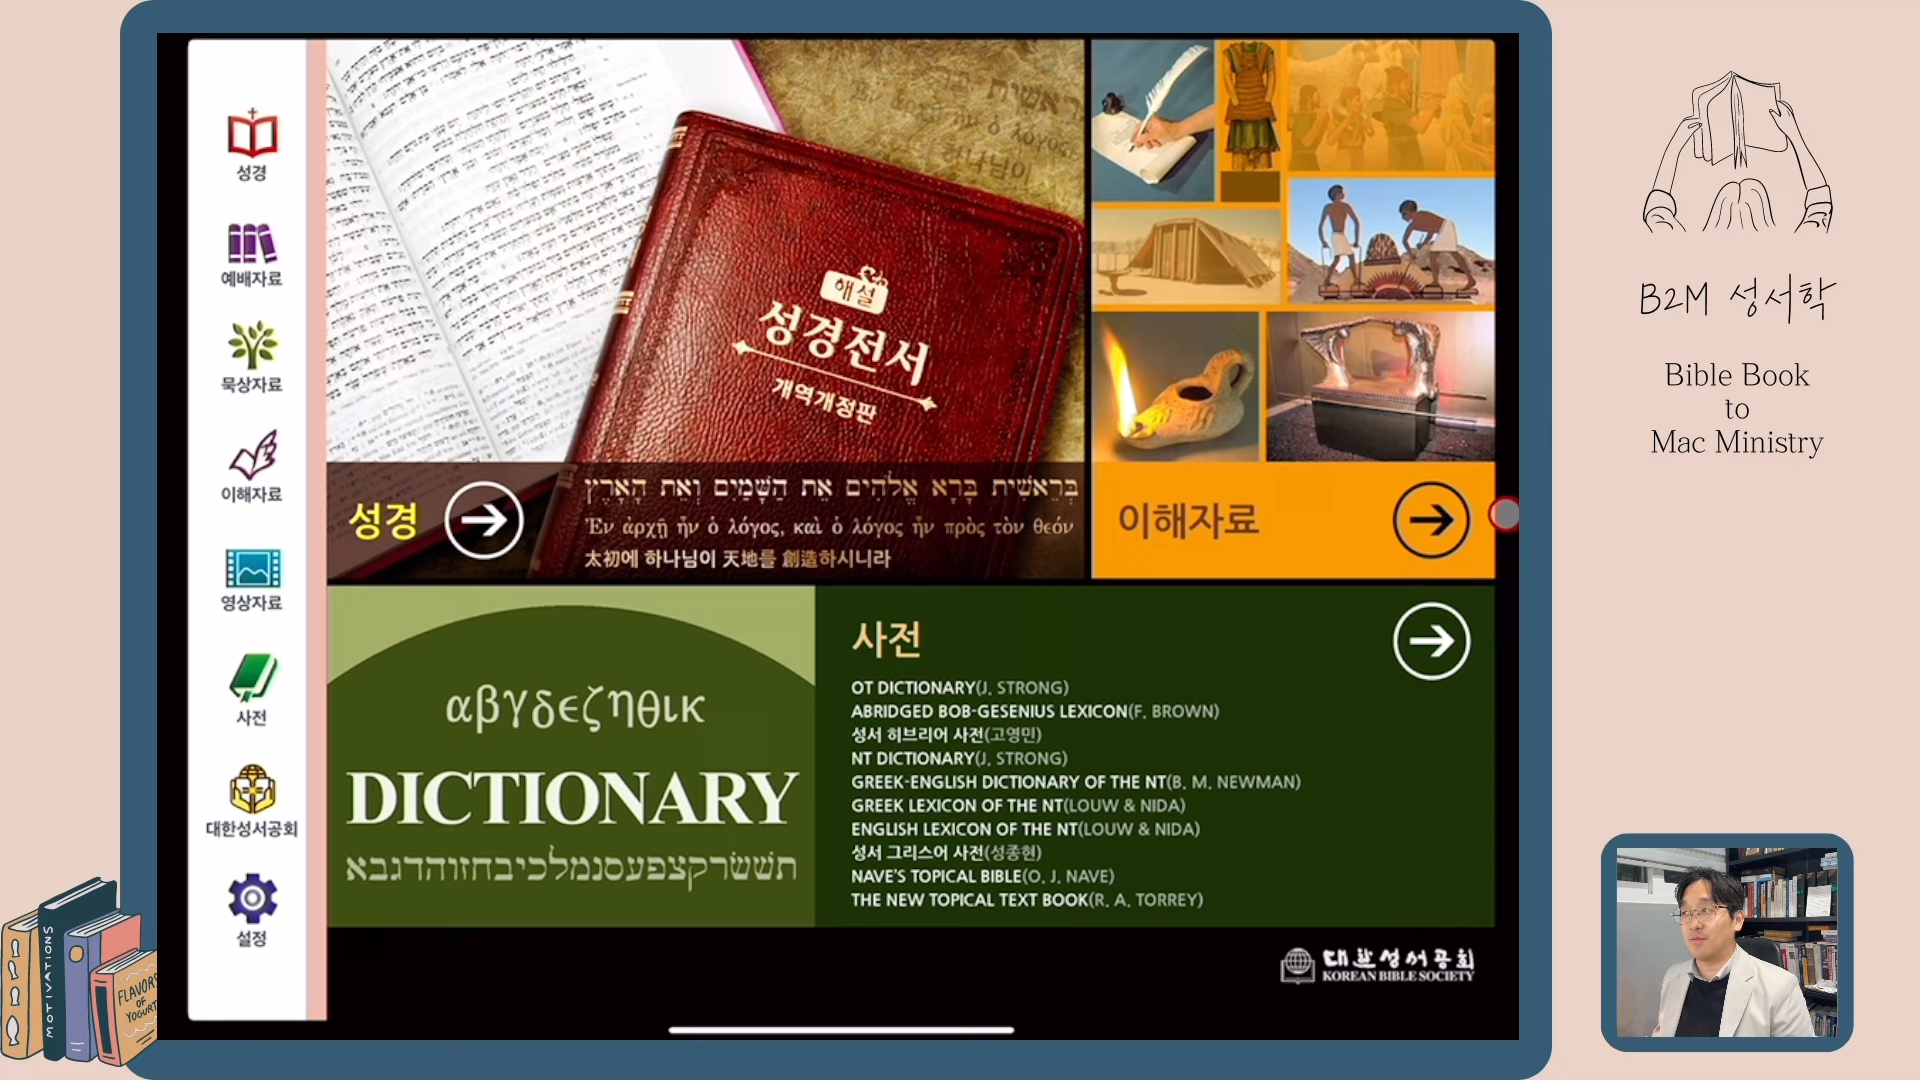 성경
예배자료
묵상자료
이해자료
영상자료
사전
대한성서공회
설정
해설
성경전서
개역개정판
성경
בְּרֵאשִׁית בָּרָא אֱלֹהִים אֵת הַשָּׁמַיִם וְאֵת הָאָרֶץ
Ἐν ἀρχῇ ἦν ὁ λόγος, καὶ ὁ λόγος ἦν πρὸς τὸν θεόν
太初에 하나님이 天地를 創造하시니라
이해자료
αβγδεζηθικ
DICTIONARY
אבגדהוזחטיכלמנסעפצקרשׂשׁת
사전
OT DICTIONARY(J. STRONG)
ABRIDGED BOB-GESENIUS LEXICON(F. BROWN)
성서 히브리어 사전(고영민)
NT DICTIONARY(J. STRONG)
GREEK-ENGLISH DICTIONARY OF THE NT(B. M. NEWMAN)
GREEK LEXICON OF THE NT(LOUW & NIDA)
ENGLISH LEXICON OF THE NT(LOUW & NIDA)
성서 그리스어 사전(성종현)
NAVE'S TOPICAL BIBLE(O. J. NAVE)
THE NEW TOPICAL TEXT BOOK(R. A. TORREY)
대한성서공회
KOREAN BIBLE SOCIETY
B2M 성서학
Bible Book
to
Mac Ministry
MOTIVATIONS
FLAVORS
OF
YOGURT